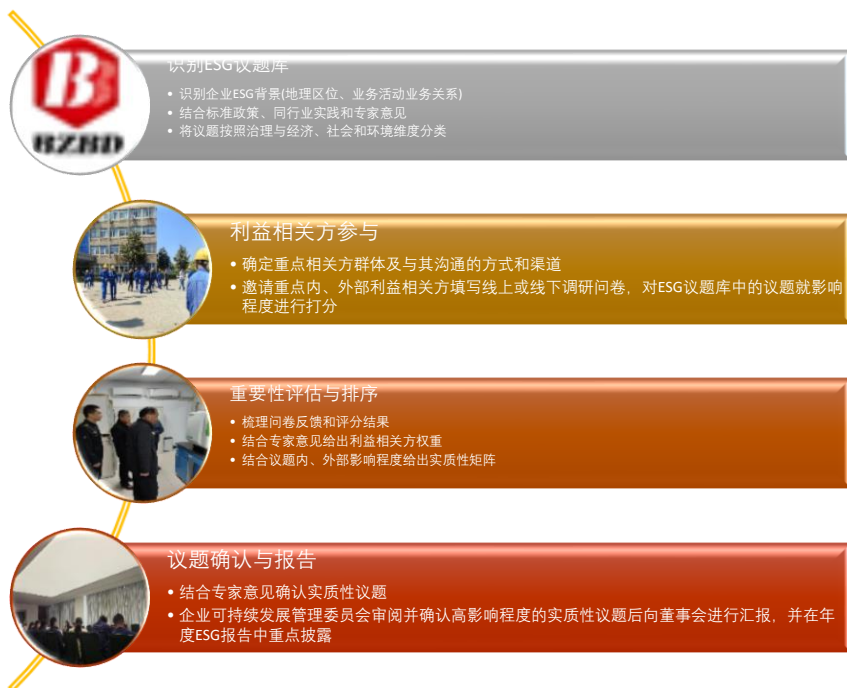 BZBD
识别ESG议题库
• 识别企业ESG背景(地理区位、业务活动业务关系)
• 结合标准政策、同行业实践和专家意见
• 将议题按照治理与经济、社会和环境维度分类
利益相关方参与
• 确定重点相关方群体及与其沟通的方式和渠道
• 邀请重点内、外部利益相关方填写线上或线下调研问卷，对ESG议题库中的议题就影响
程度进行打分
重要性评估与排序
• 梳理问卷反馈和评分结果
• 结合专家意见给出利益相关方权重
• 结合议题内、外部影响程度给出实质性矩阵
议题确认与报告
• 结合专家意见确认实质性议题
• 企业可持续发展管理委员会审阅并确认高影响程度的实质性议题后向董事会进行汇报，并在年
度ESG报告中重点披露